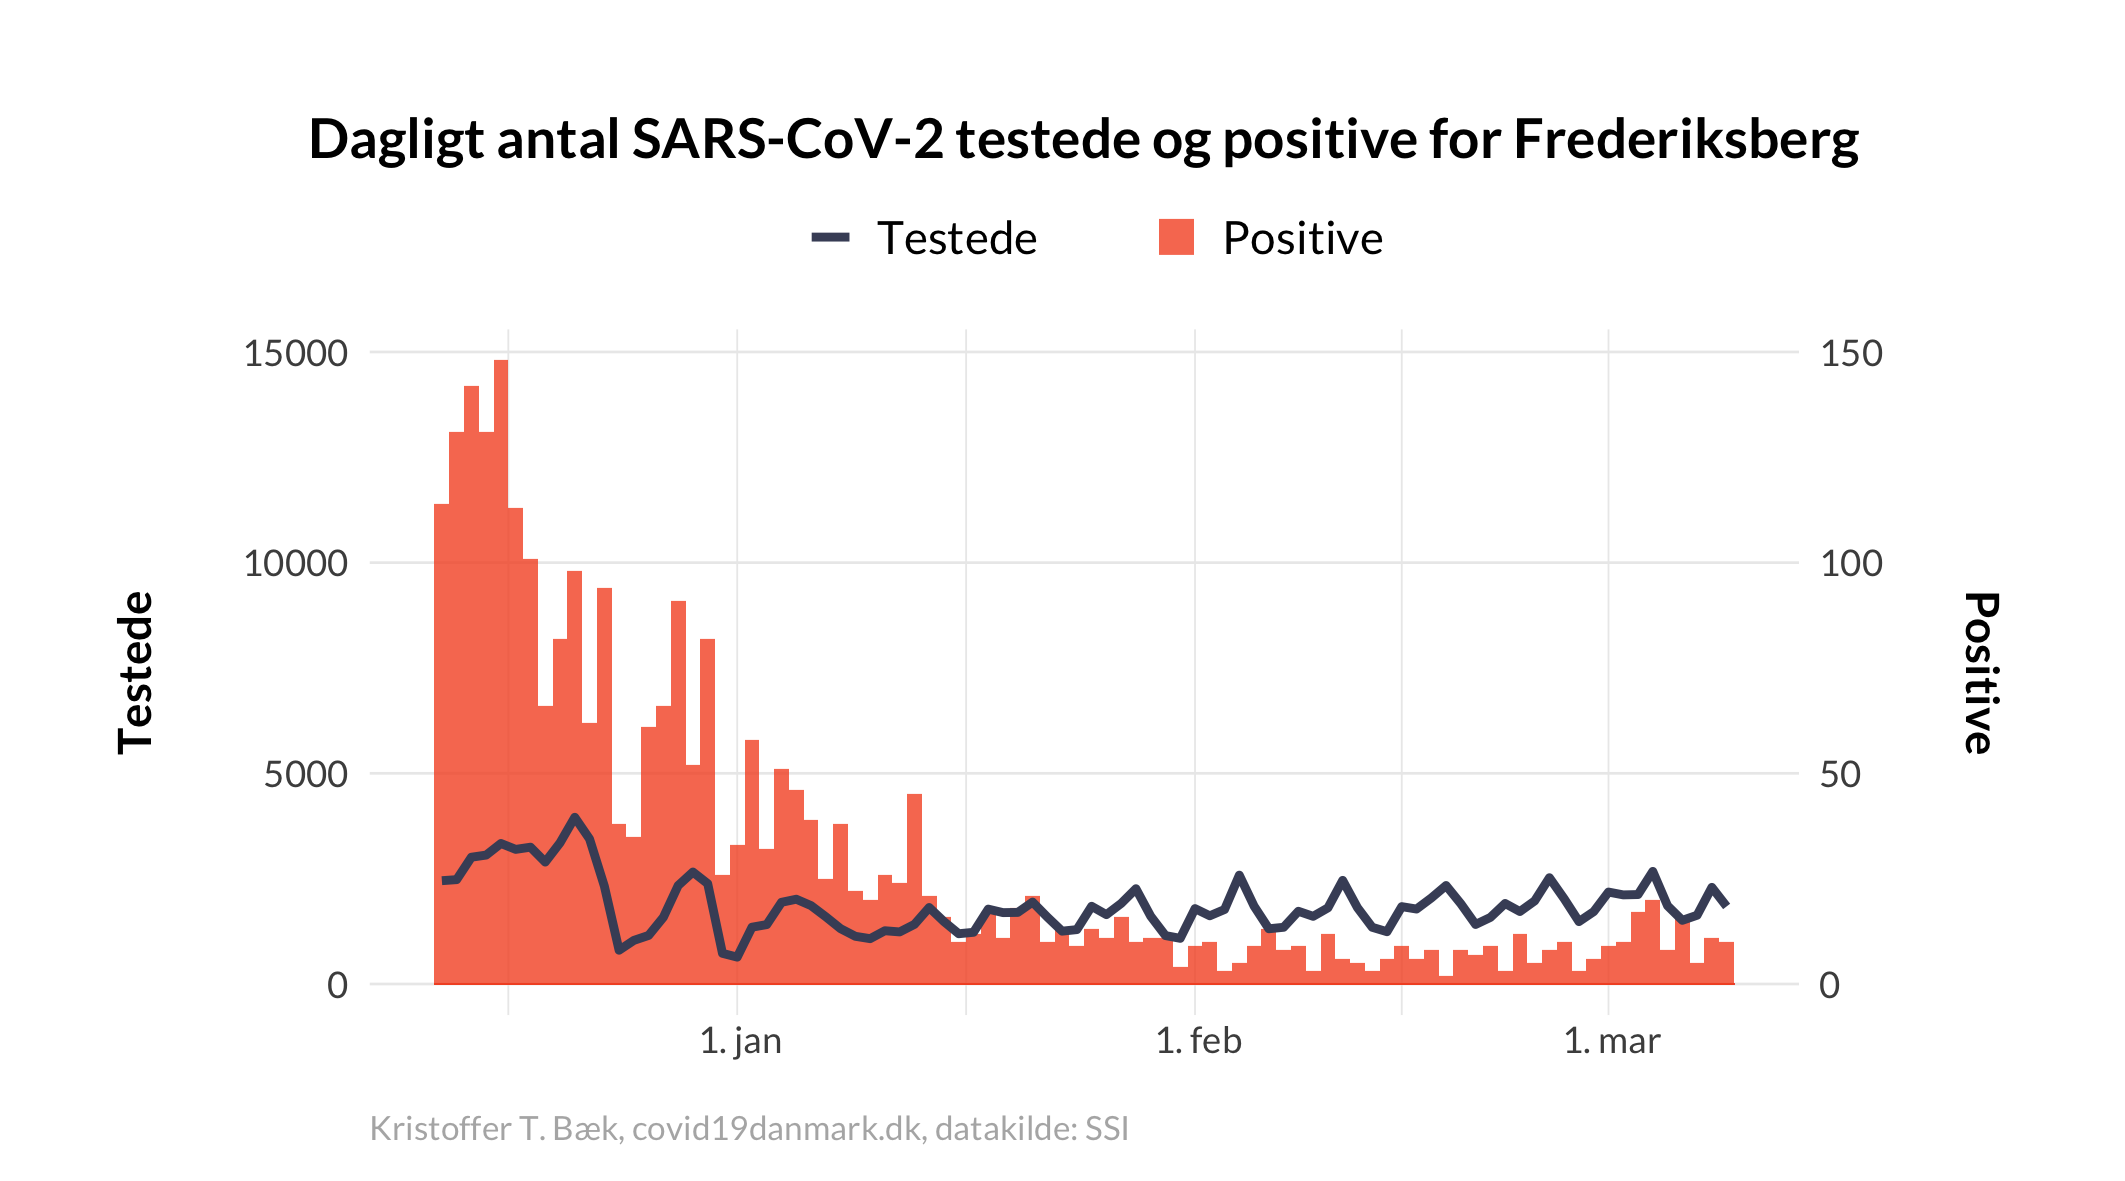 Dagligt antal SARS-CoV-2 testede og positive for Frederiksberg
Testede
Positive
15000
10000
5000
0
150
100
50
0
Testede
Positive
1. jan
1. feb
1. mar
Kristoffer T. Bæk, covid19danmark.dk, datakilde: SSI